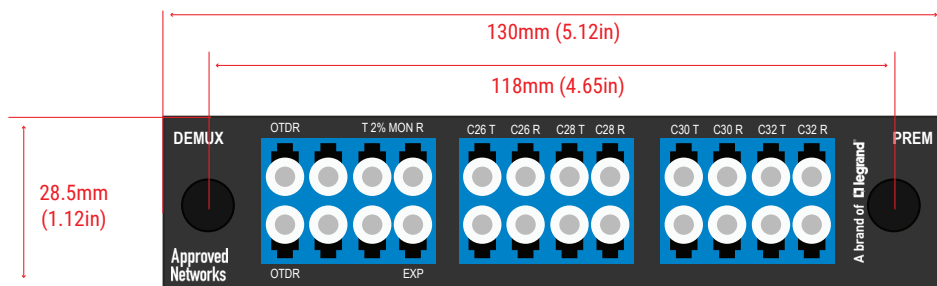 130mm (5.12in)
118mm (4.65in)
28.5mm
(1.12in)
DEMUX
OTDR
T 2% MON R
C26 T C26 R C28 T C28 R
C30 T C30 R C32 T C32 R
PREM
A brand of legrand
Approved
Networks
OTDR
EXP